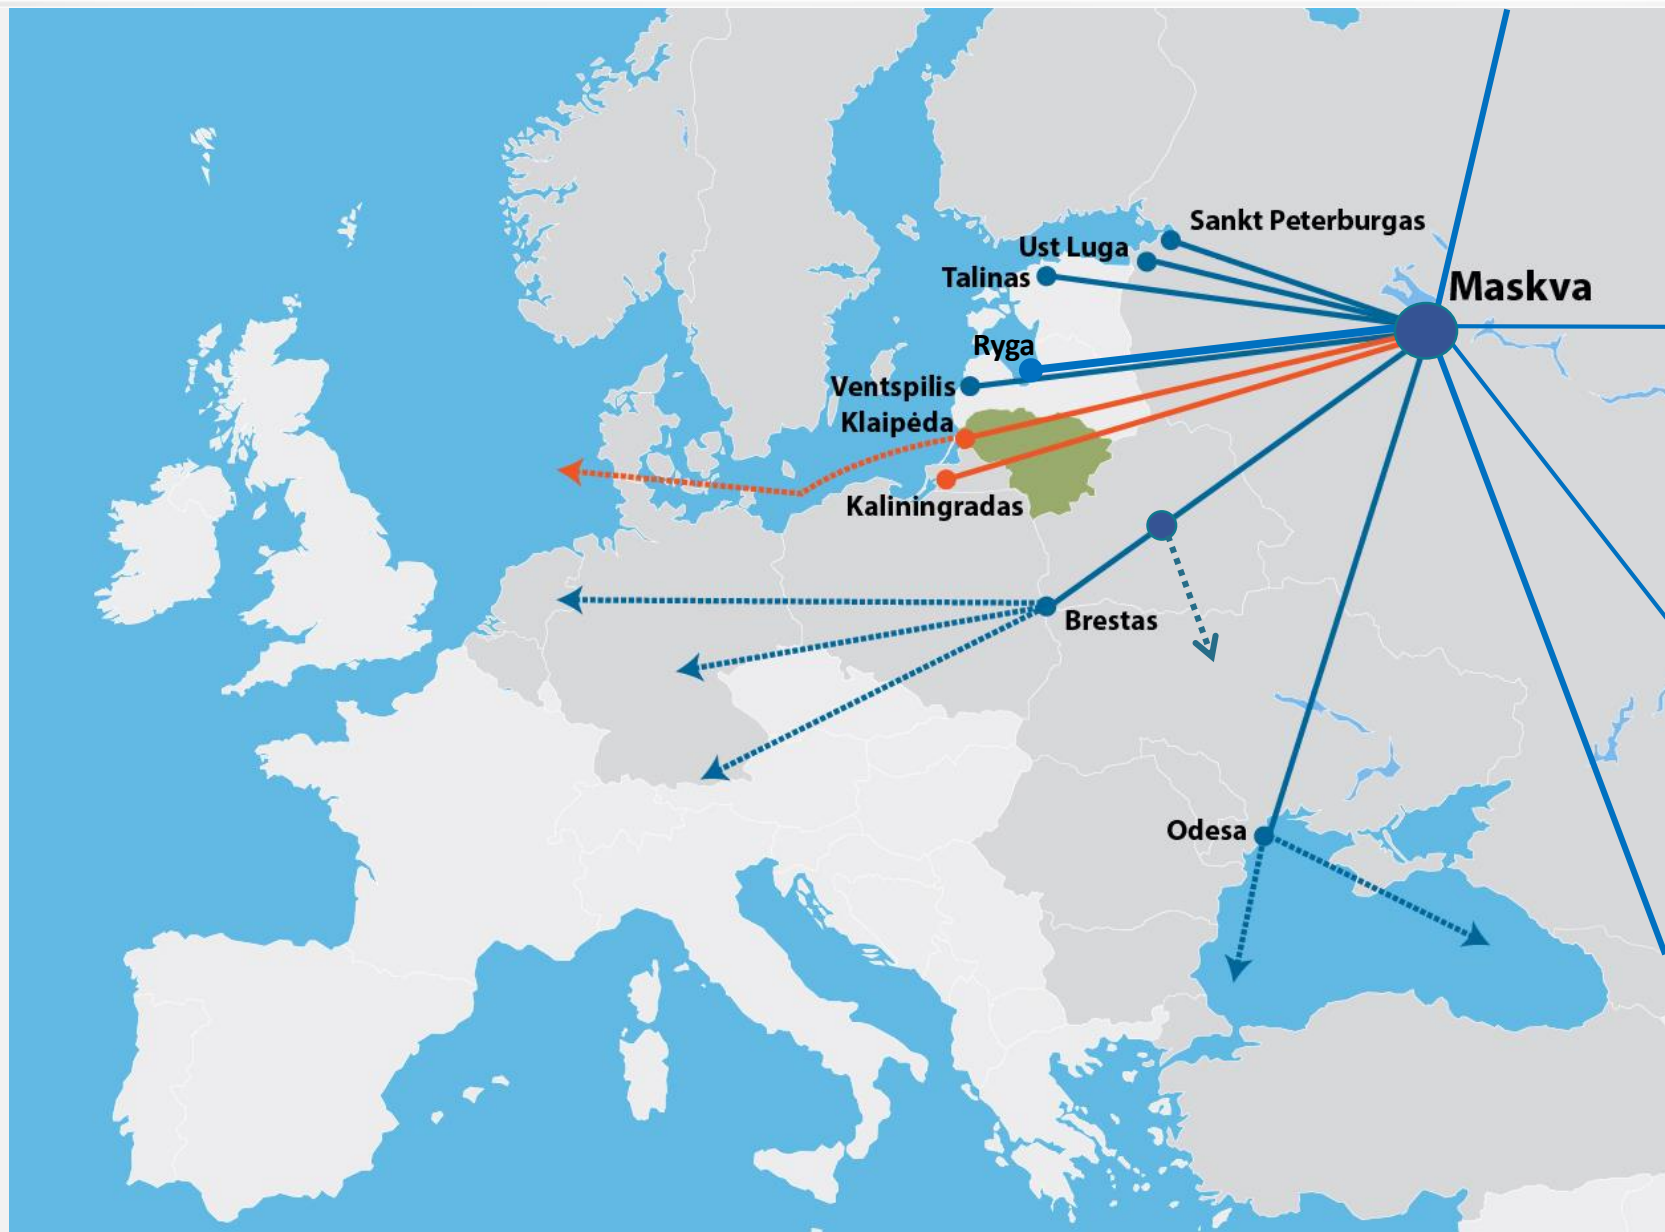 Sankt Peterburgas
Ust Luga
Talinas
Maskva
Ryga
Ventspilis
Klaipėda
Kaliningradas
Brestas
Odesa